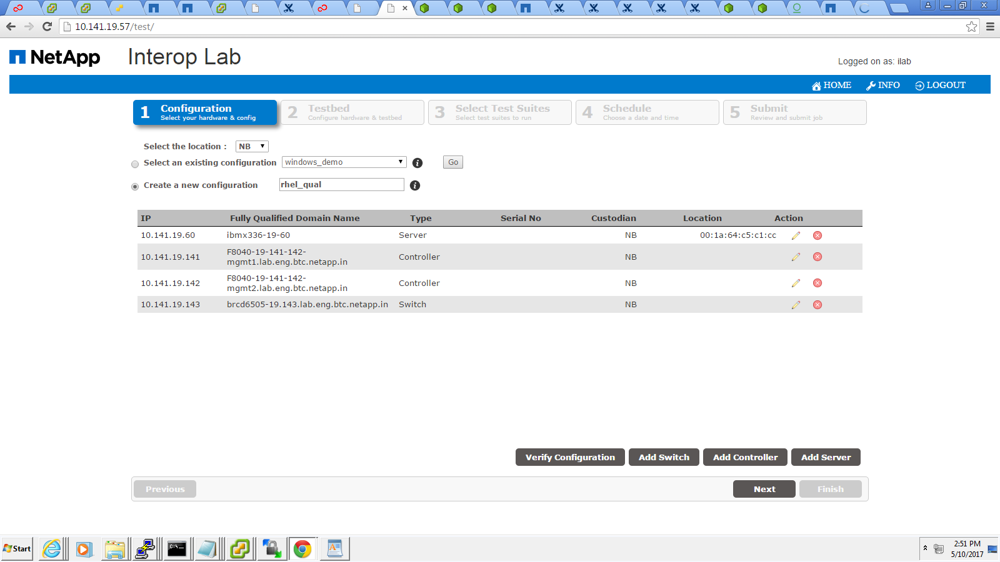 10.141.19.57/test/
NetApp Interop Lab
Logged on as: ilab
HOME INFO LOGOUT
1 Configuration
Select your hardware & config
2 Testbed
Configure hardware & testbed
3 Select Test Suites
Select test suites to run
4 Schedule
Choose a date and time
5 Submit
Review and submit job
Select the location : NB
Select an existing configuration windows_demo Go
Create a new configuration rhel_qual
IP Fully Qualified Domain Name Type Serial No Custodian Location Action
10.141.19.60 ibmx336-19-60 Server NB 00:1a:64:c5:c1:cc
10.141.19.141 F8040-19-141-142-
mgmt1.lab.eng.btc.netapp.in Controller NB
10.141.19.142 F8040-19-141-142-
mgmt2.lab.eng.btc.netapp.in Controller NB
10.141.19.143 brcd6505-19.143.lab.eng.btc.netapp.in Switch NB
Verify Configuration Add Switch Add Controller Add Server
Previous Next Finish
Start
2:51 PM
5/10/2017